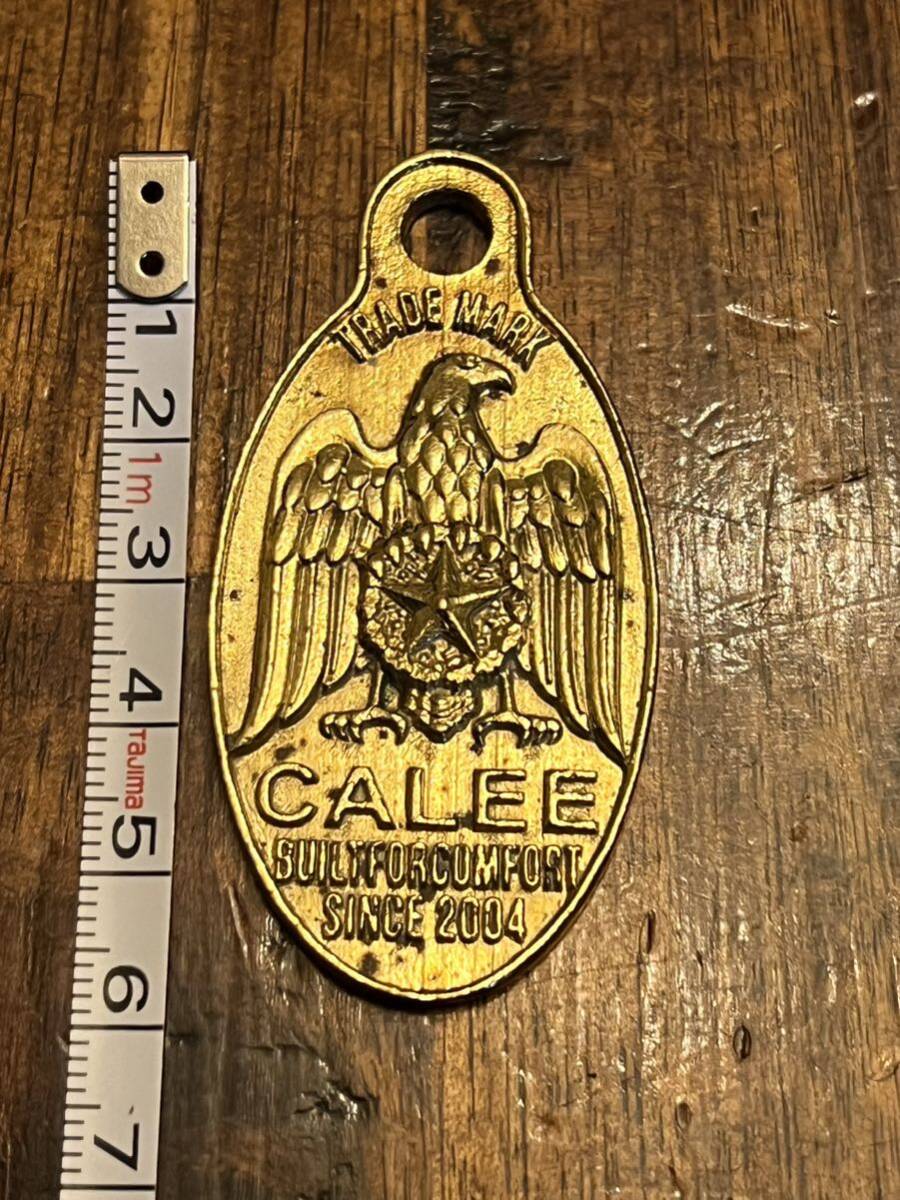 TRADE MARK
CALEE
BUILTFORCOMFORT
SINCE 2004
1
2
1m
3
4
Tajima
5
6
7